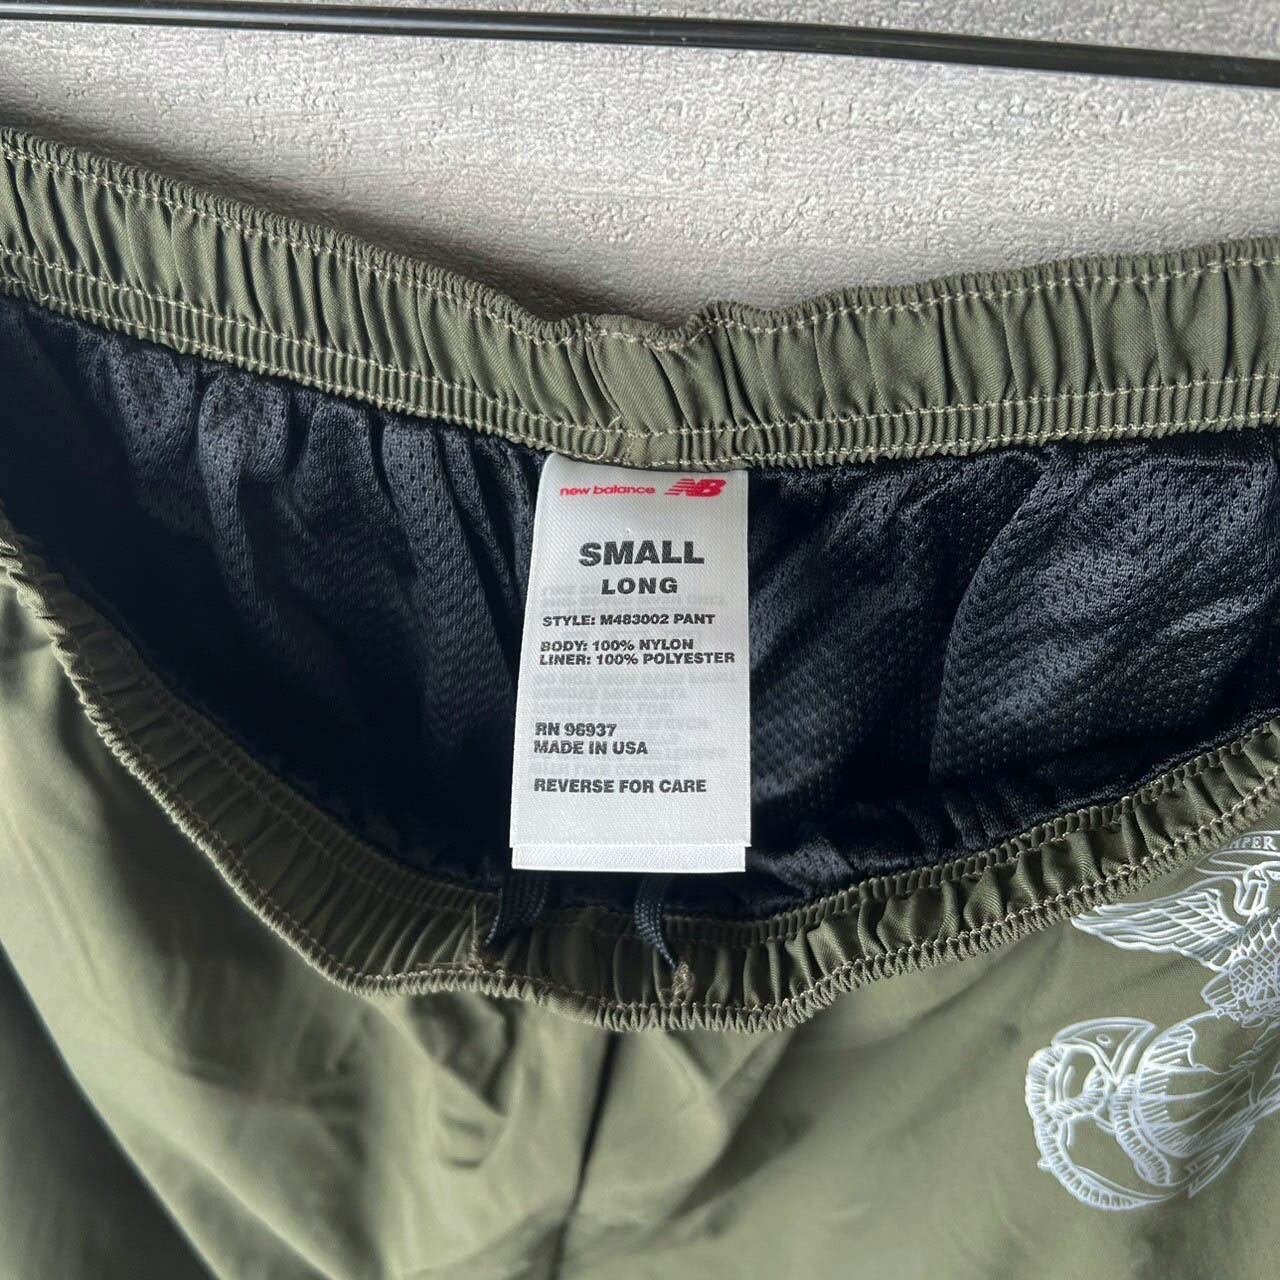 new balance NB
SMALL
LONG
STYLE: M483002 PANT
BODY: 100% NYLON
LINER: 100% POLYESTER
RN 96937
MADE IN USA
REVERSE FOR CARE